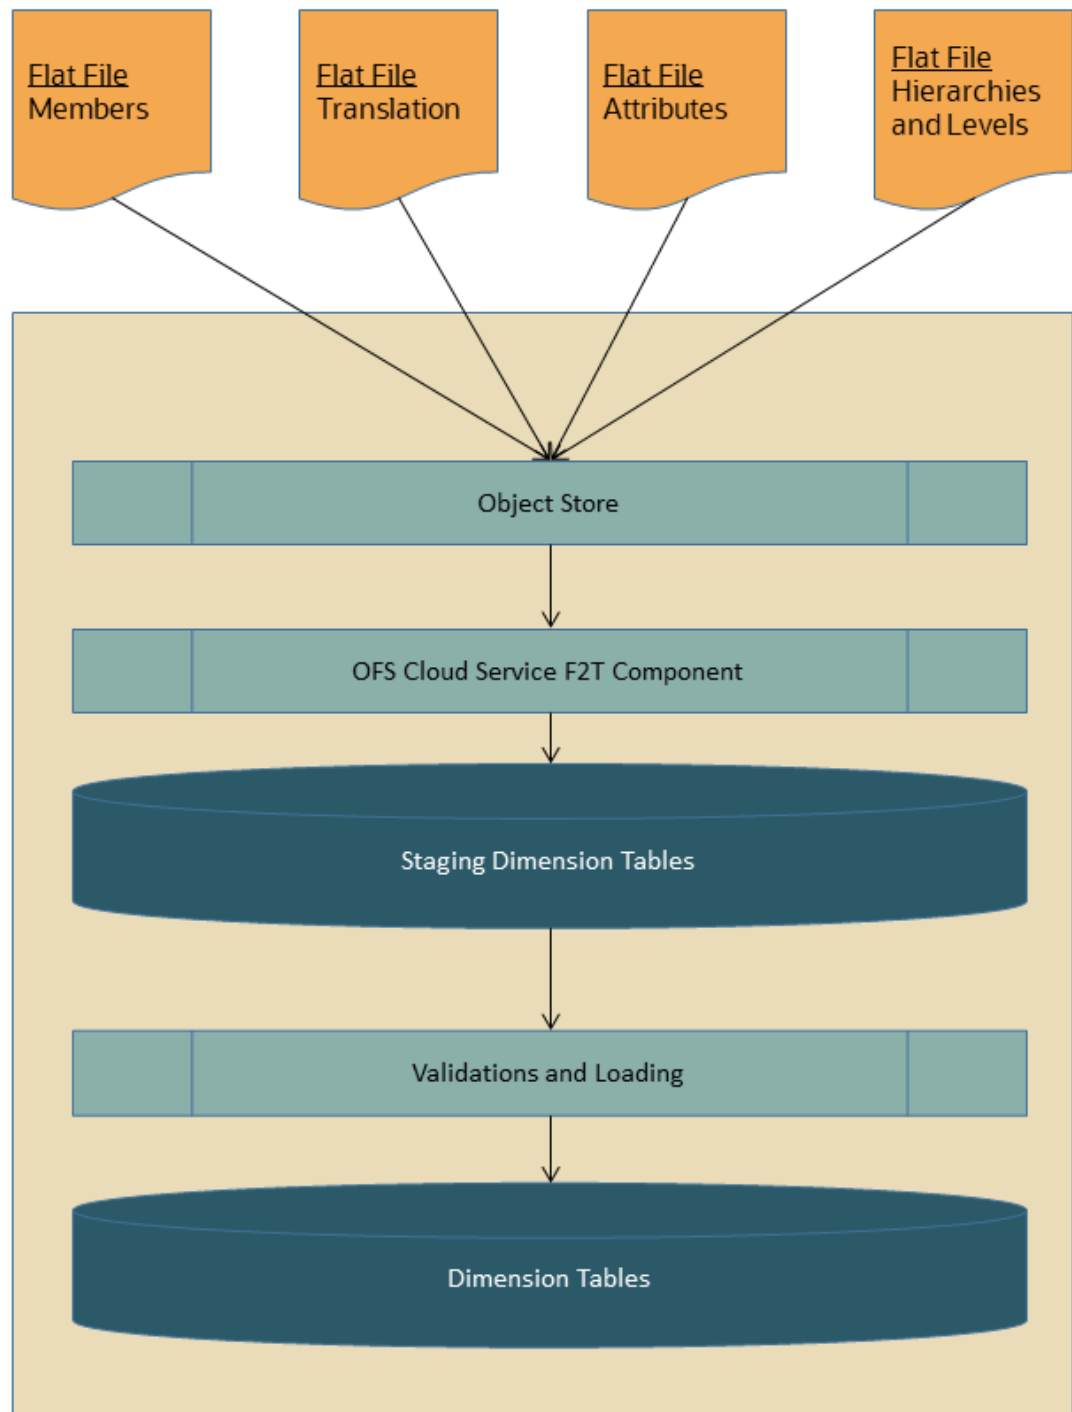 Flat File
Members
Flat File
Translation
Flat File
Attributes
Flat File
Hierarchies
and Levels
Object Store
OFS Cloud Service F2T Component
Staging Dimension Tables
Validations and Loading
Dimension Tables